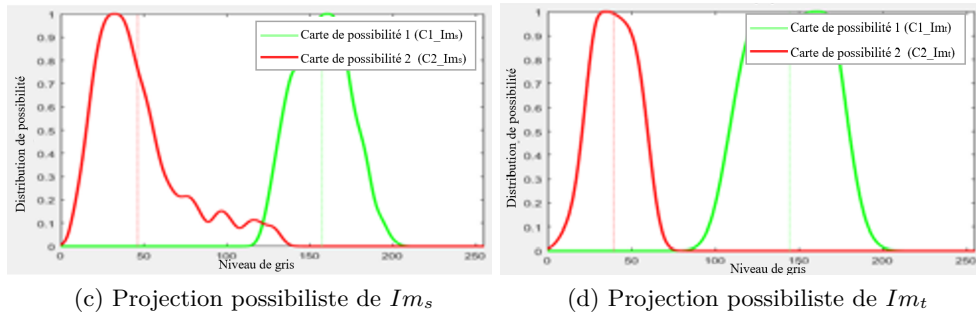 Distribution de possibilité
1
0.9
0.8
0.7
0.6
0.5
0.4
0.3
0.2
0.1
0
0 50 100 150 200 250
Niveau de gris
Carte de possibilité 1 (C1_Ims)
Carte de possibilité 2 (C2_Ims)
(c) Projection possibiliste de Ims
Distribution de possibilité
1
0.9
0.8
0.7
0.6
0.5
0.4
0.3
0.2
0.1
0
0 50 100 150 200 250
Niveau de gris
Carte de possibilité 1 (C1_Imt)
Carte de possibilité 2 (C2_Imt)
(d) Projection possibiliste de Imt